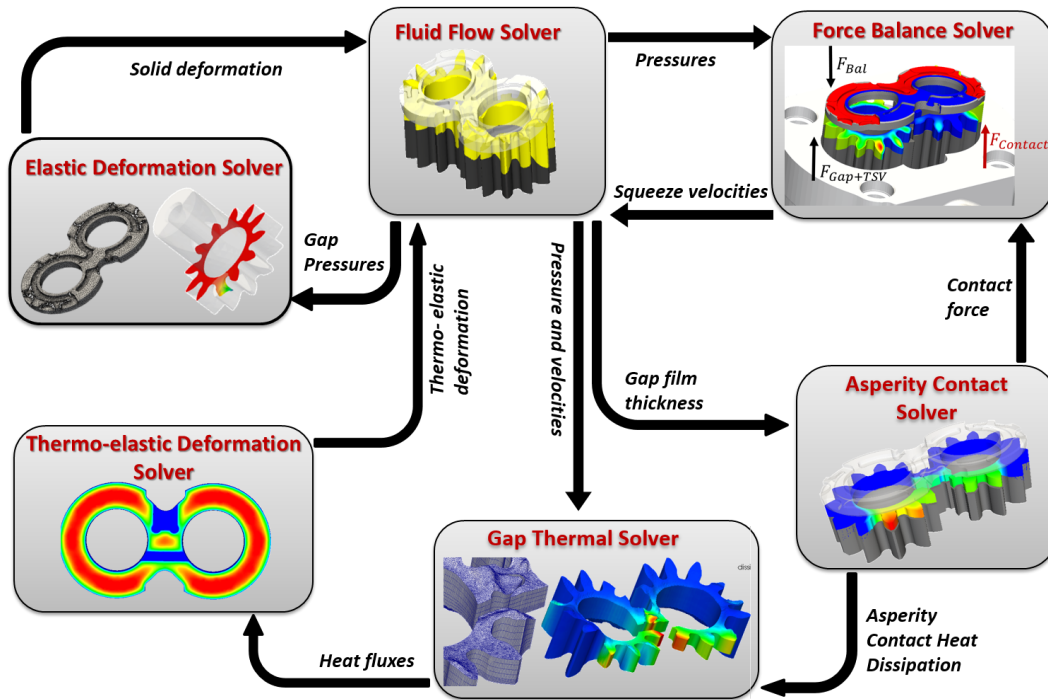 Fluid Flow Solver
Force Balance Solver
Solid deformation
Pressures
F_Bal
F_Contact
F_Gap+TSV
Elastic Deformation Solver
Squeeze velocities
Gap
Pressures
Thermo- elastic
deformation
Pressure and velocities
Contact
force
Gap film
thickness
Asperity Contact
Solver
Thermo-elastic Deformation
Solver
Gap Thermal Solver
dissi
Heat fluxes
Asperity
Contact Heat
Dissipation